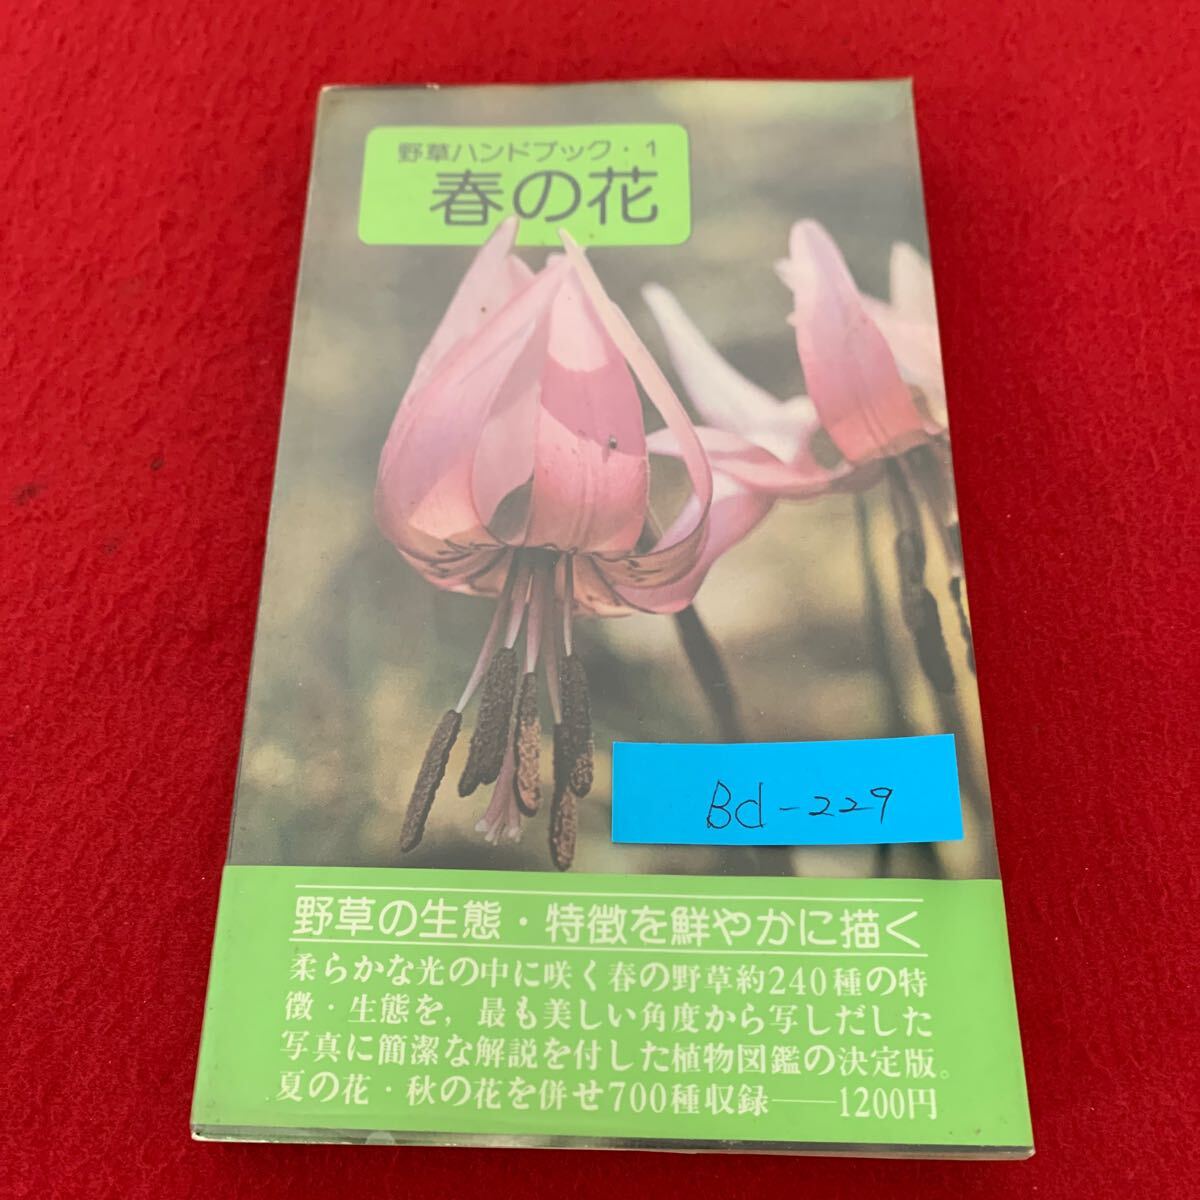 野草ハンドブック・1
春の花
Bd-229
野草の生態・特徴を鮮やかに描く
柔らかな光の中に咲く春の野草約240種の特
徴・生態を，最も美しい角度から写しだした
写真に簡潔な解説を付した植物図鑑の決定版。
夏の花・秋の花を併せ700種収録――1200円